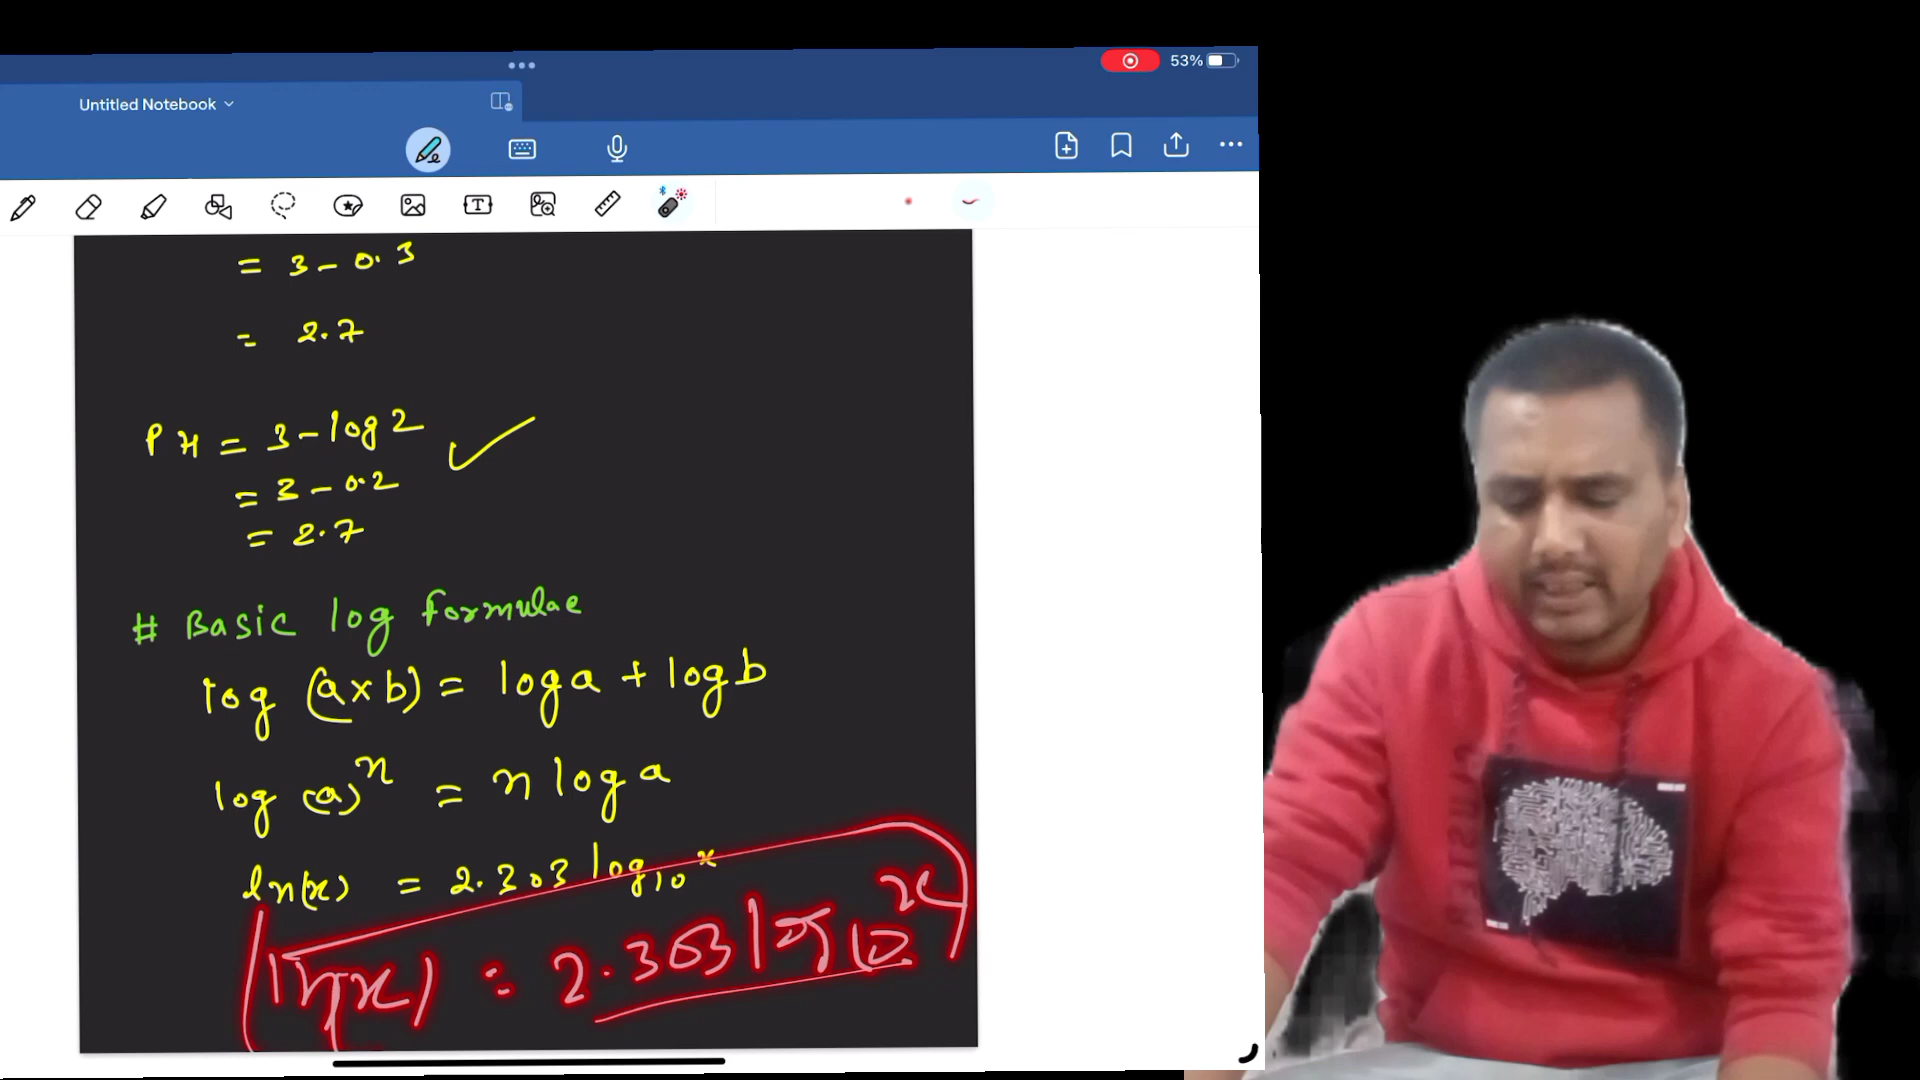 53%
Untitled Notebook
= 3 - 0.3
= 2.7
PH = 3 - log 2
= 3 - 0.2
= 2.7
# Basic log formulae
log (a x b) = log a + log b
log (a)ⁿ = n log a
ln(x) = 2.303 log₁₀ x
ln(x) = 2.303 log₁₀ x